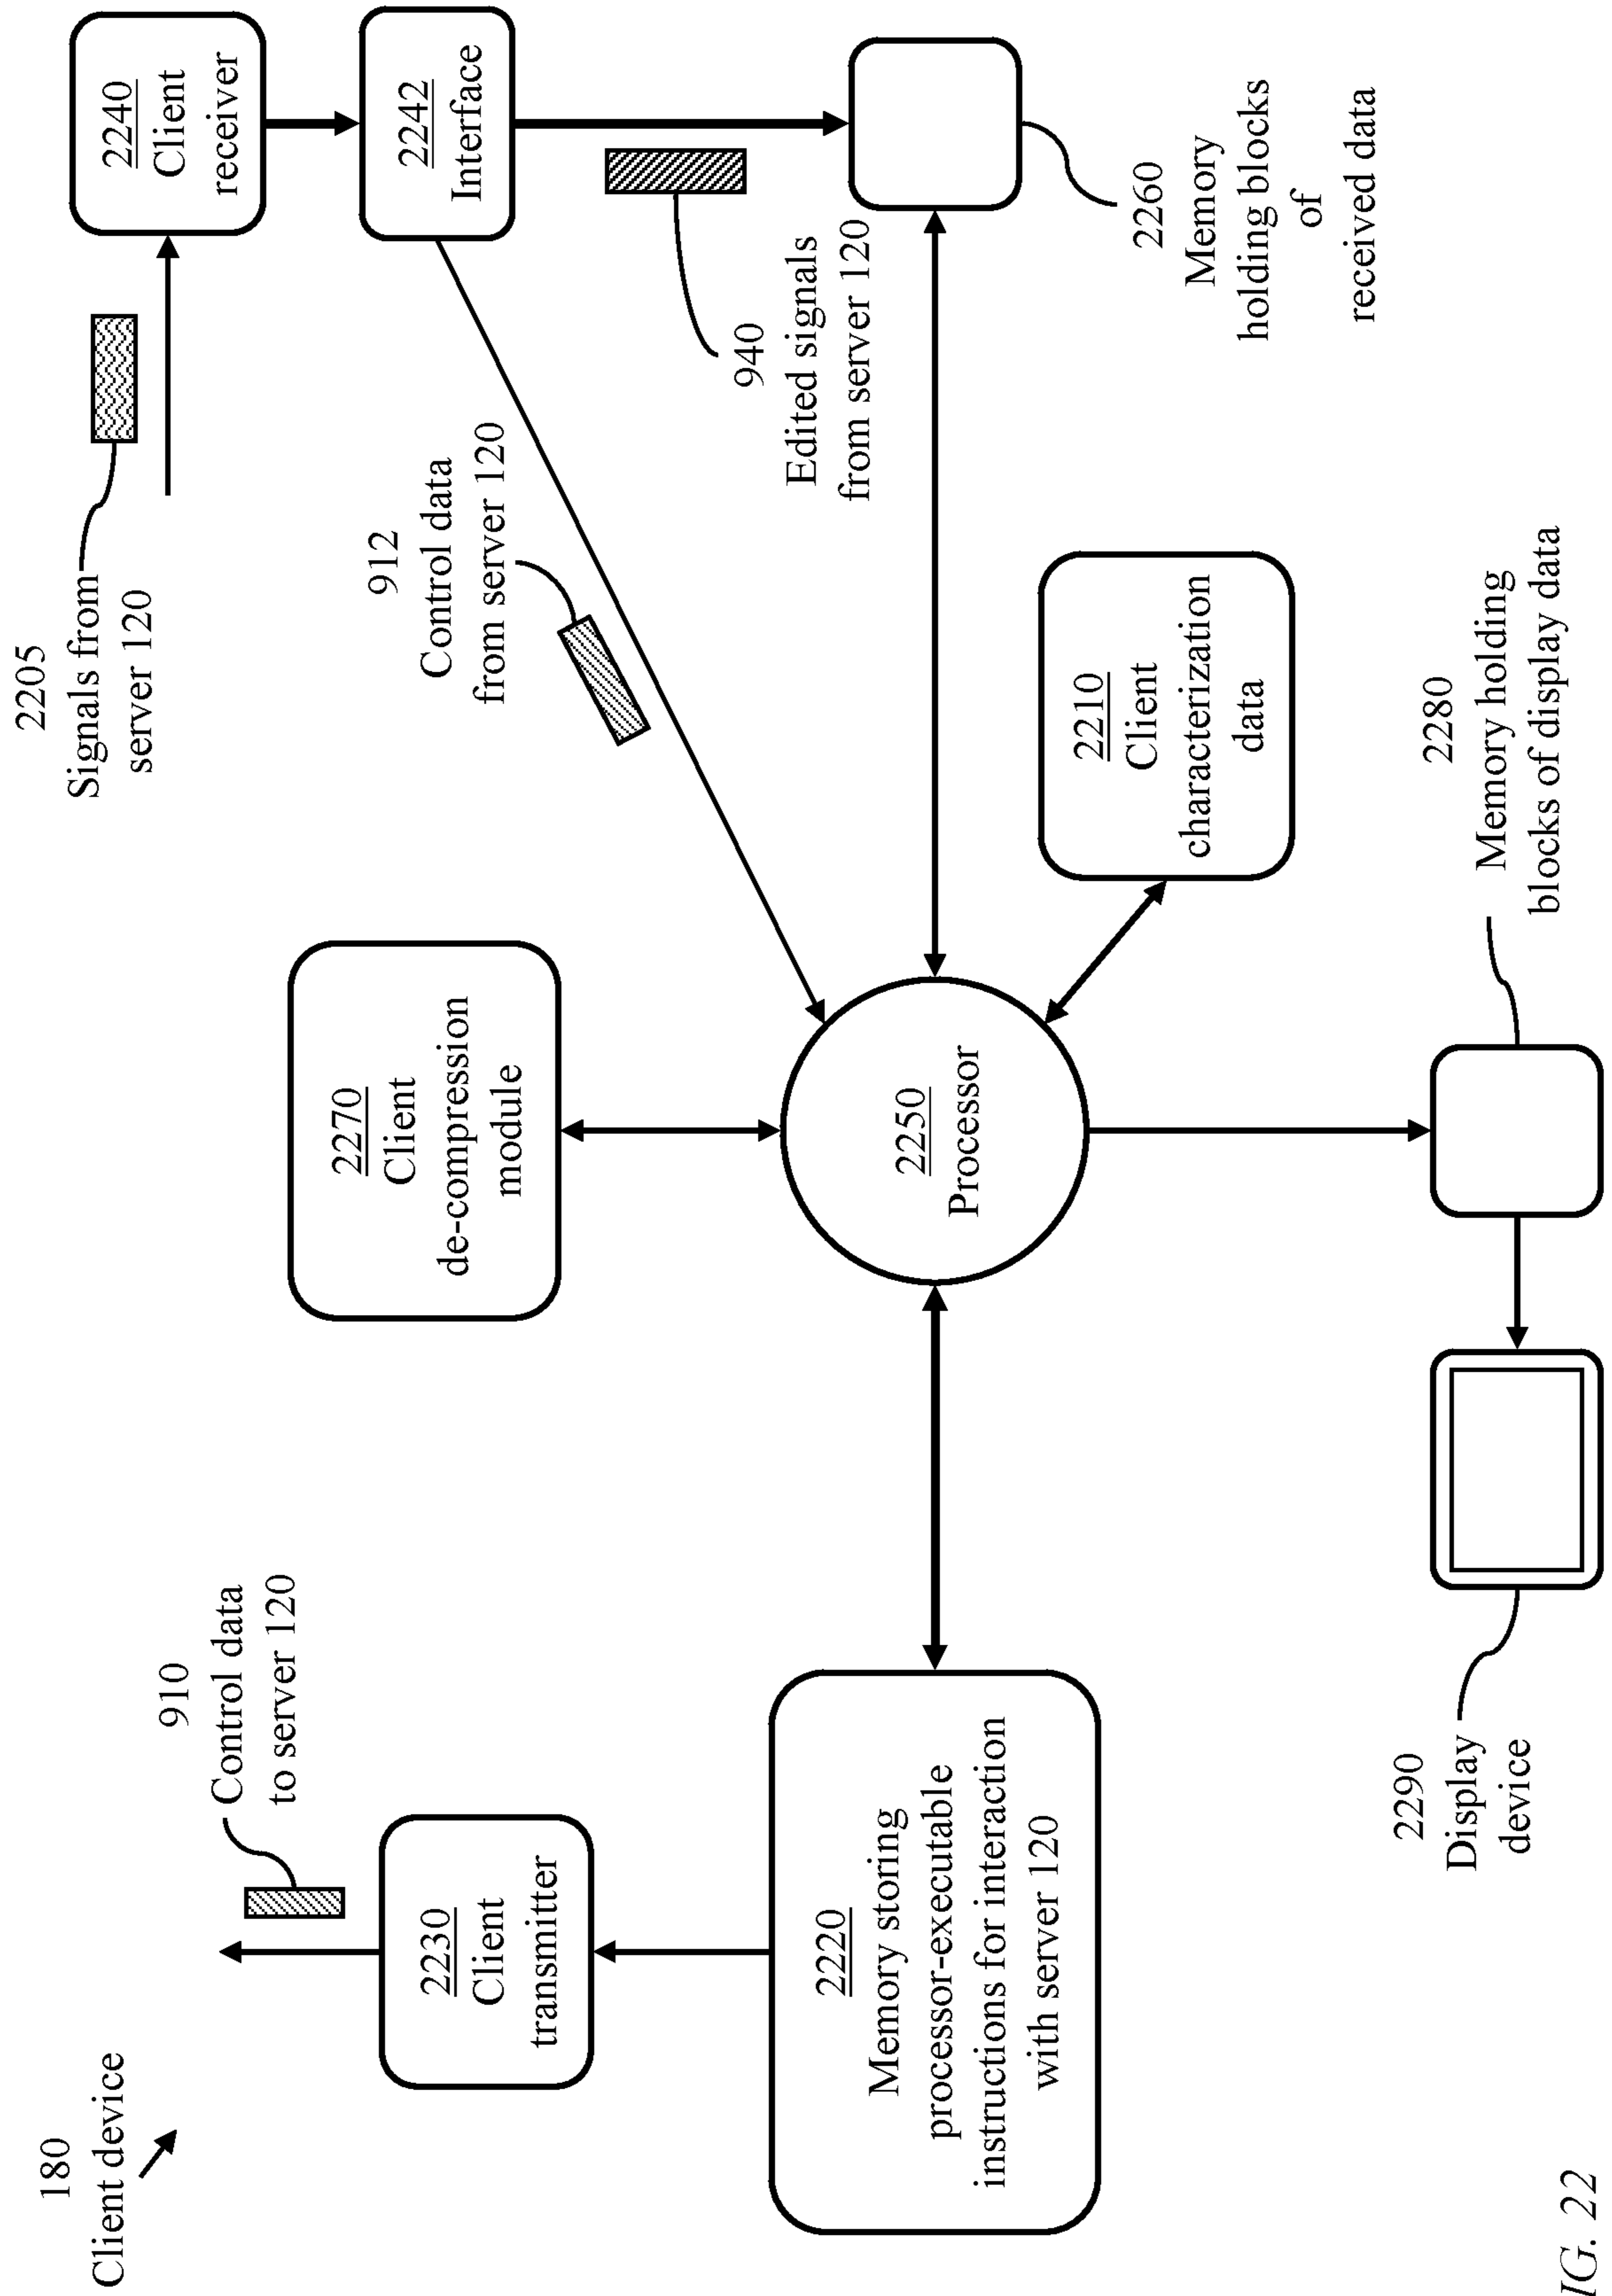 180
Client device
910
Control data
to server 120
2230
Client
transmitter
2220
Memory storing
processor-executable
instructions for interaction
with server 120
2270
Client
de-compression
module
2250
Processor
2205
Signals from
server 120
2240
Client
receiver
2242
Interface
912
Control data
from server 120
940
Edited signals
from server 120
2260
Memory
holding blocks
of
received data
2210
Client
characterization
data
2280
Memory holding
blocks of display data
2290
Display
device
IG. 22